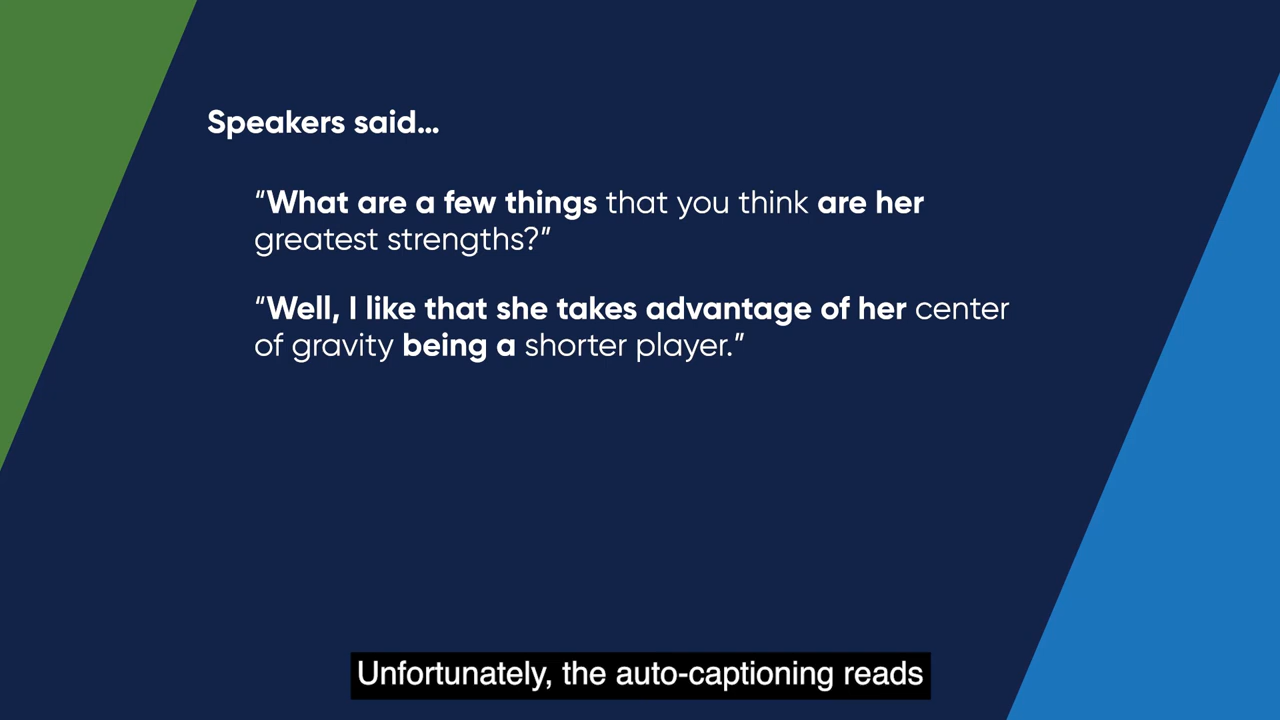 Speakers said...
“What are a few things that you think are her
greatest strengths?”
“Well, I like that she takes advantage of her center
of gravity being a shorter player.”
Unfortunately, the auto-captioning reads